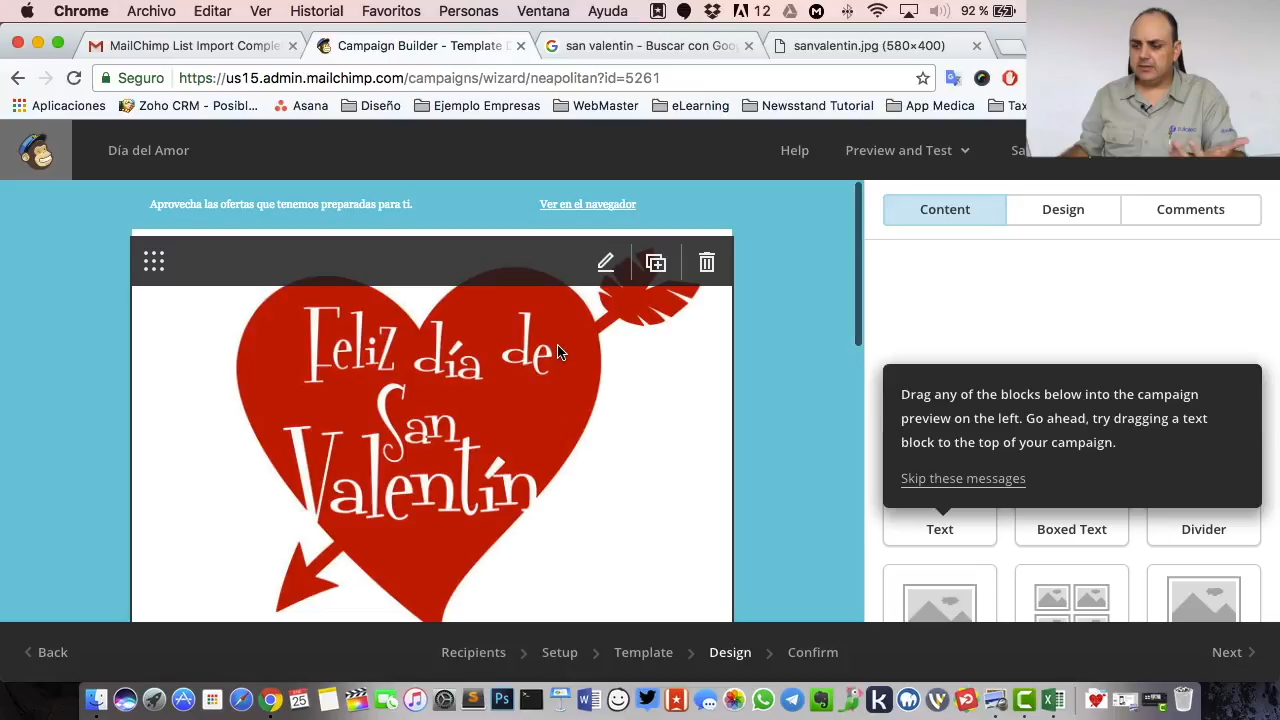 Chrome Archivo Editar Ver Historial Favoritos Personas Ventana Ayuda 12 92 %
MailChimp List Import Comple
Campaign Builder - Template D
san valentin - Buscar con Goo
sanvalentin.jpg (580×400)
Seguro https://us15.admin.mailchimp.com/campaigns/wizard/neapolitan?id=5261
Aplicaciones Zoho CRM - Posibl... Asana Diseño Ejemplo Empresas WebMaster eLearning Newsstand Tutorial App Medica Tax
Día del Amor Help Preview and Test
Aprovecha las ofertas que tenemos preparadas para ti. Ver en el navegador
Content Design Comments
Feliz día de
San
Valentín
Drag any of the blocks below into the campaign
preview on the left. Go ahead, try dragging a text
block to the top of your campaign.
Skip these messages
Text Boxed Text Divider
Back Recipients Setup Template Design Confirm Next